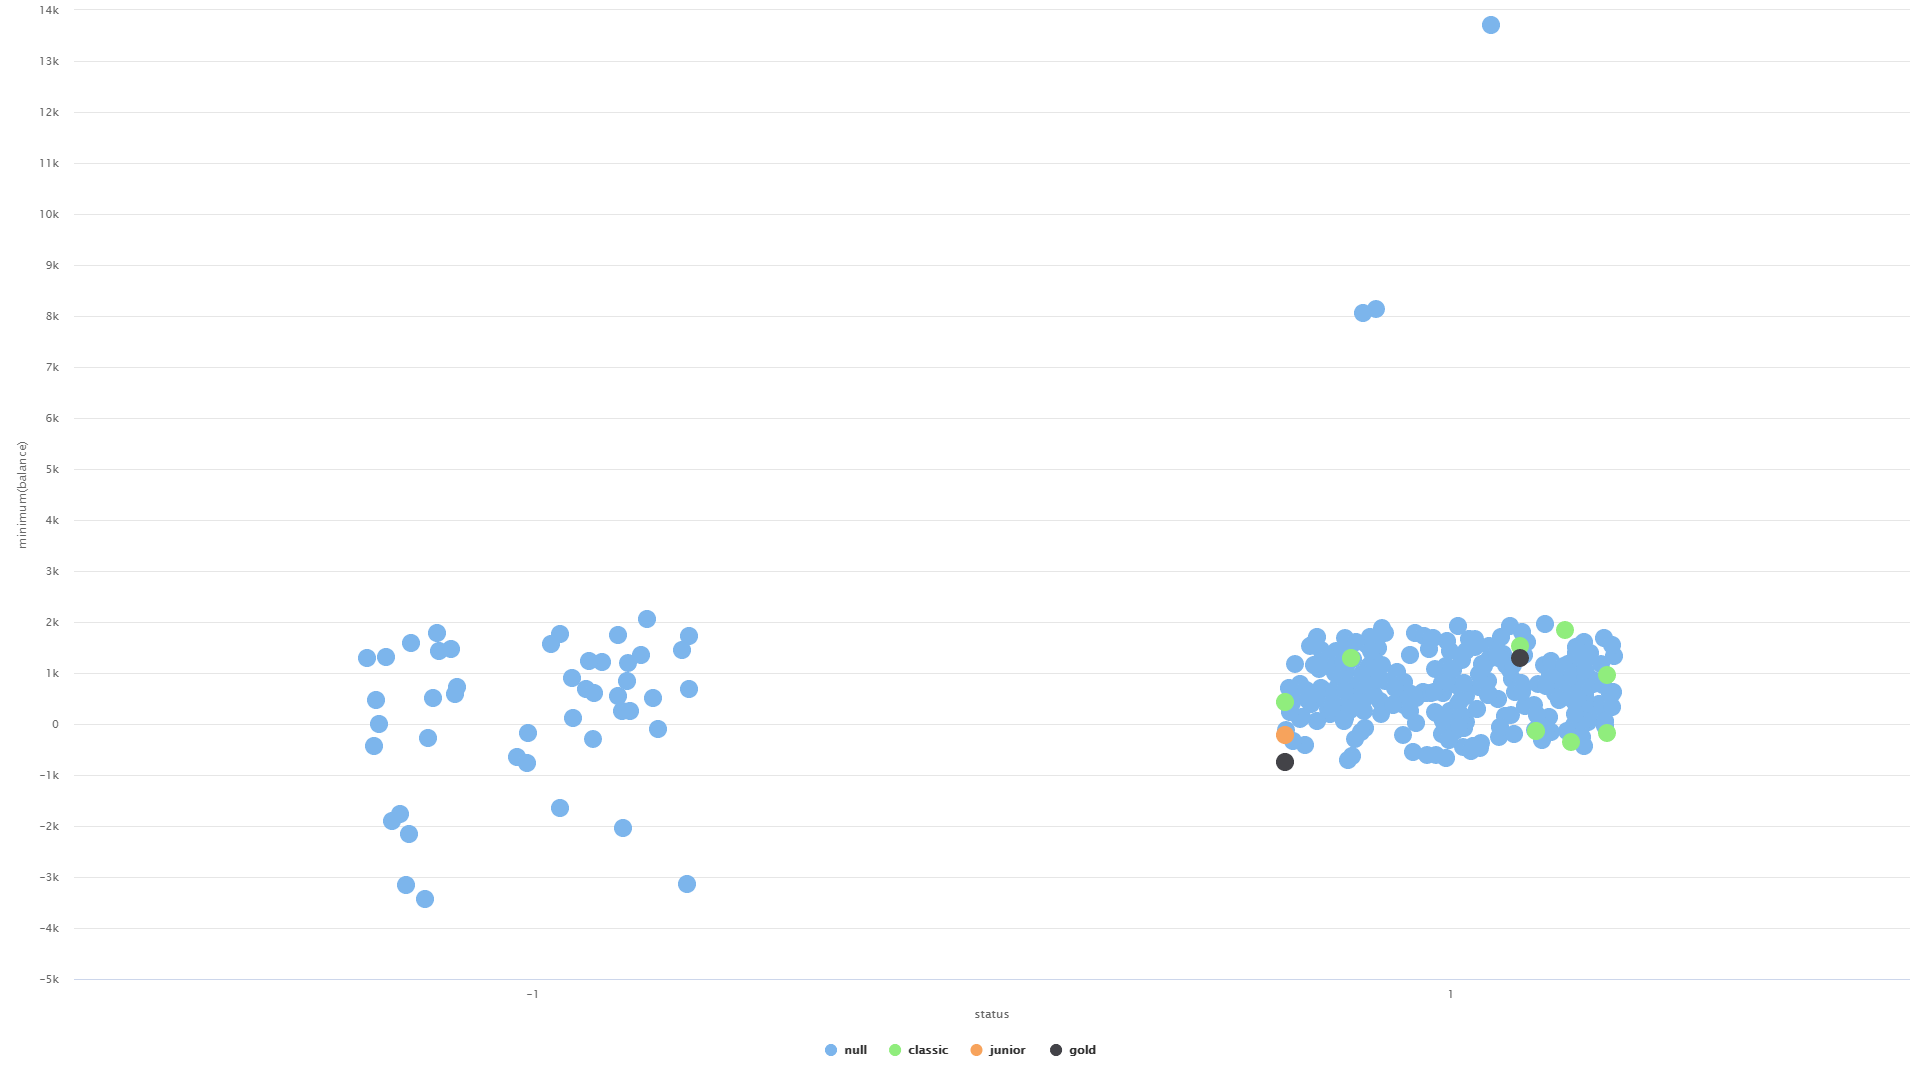 14k
13k
12k
11k
10k
9k
8k
7k
6k
5k
4k
3k
2k
1k
0
−1k
−2k
−3k
−4k
−5k
minimum(balance)
−1 1
status
null classic junior gold